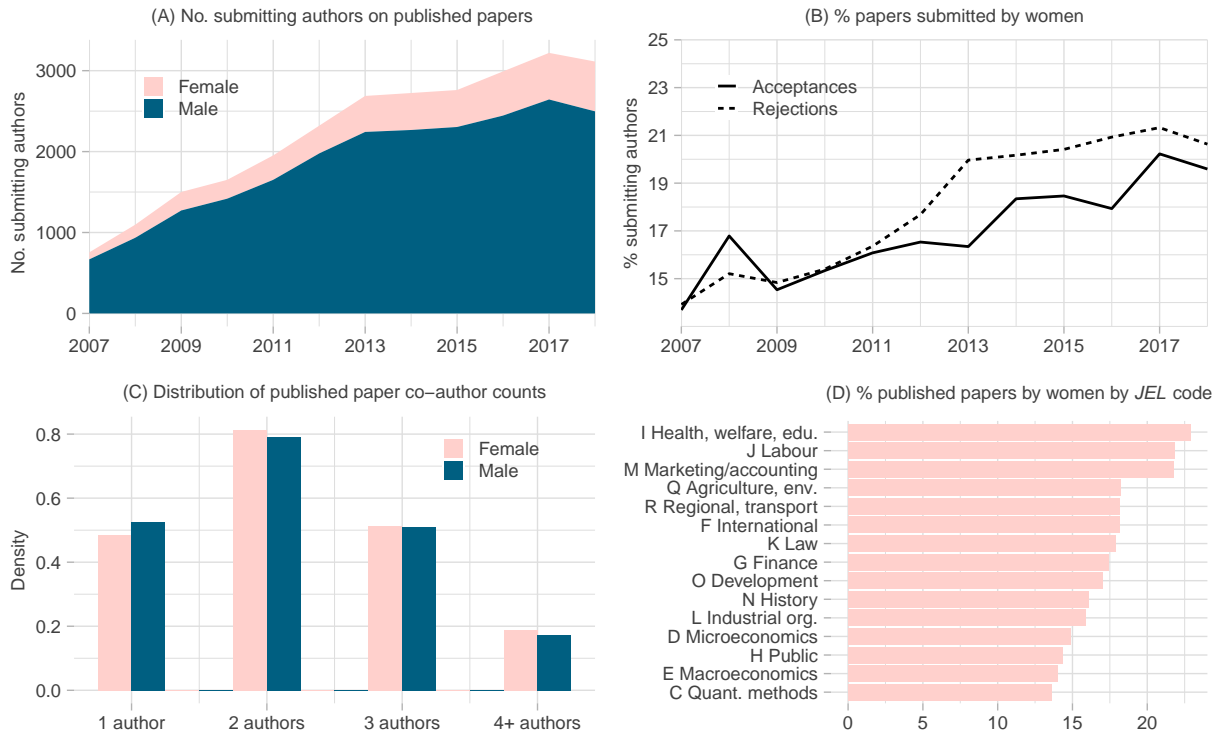 (A) No. submitting authors on published papers
No. submitting authors
3000
2000
1000
0
Female
Male
2007 2009 2011 2013 2015 2017
(B) % papers submitted by women
% submitting authors
25
23
21
19
17
15
Acceptances
Rejections
2007 2009 2011 2013 2015 2017
(C) Distribution of published paper co−author counts
Density
0.8
0.6
0.4
0.2
0.0
Female
Male
1 author 2 authors 3 authors 4+ authors
(D) % published papers by women by JEL code
I Health, welfare, edu.
J Labour
M Marketing/accounting
Q Agriculture, env.
R Regional, transport
F International
K Law
G Finance
O Development
N History
L Industrial org.
D Microeconomics
H Public
E Macroeconomics
C Quant. methods
0 5 10 15 20